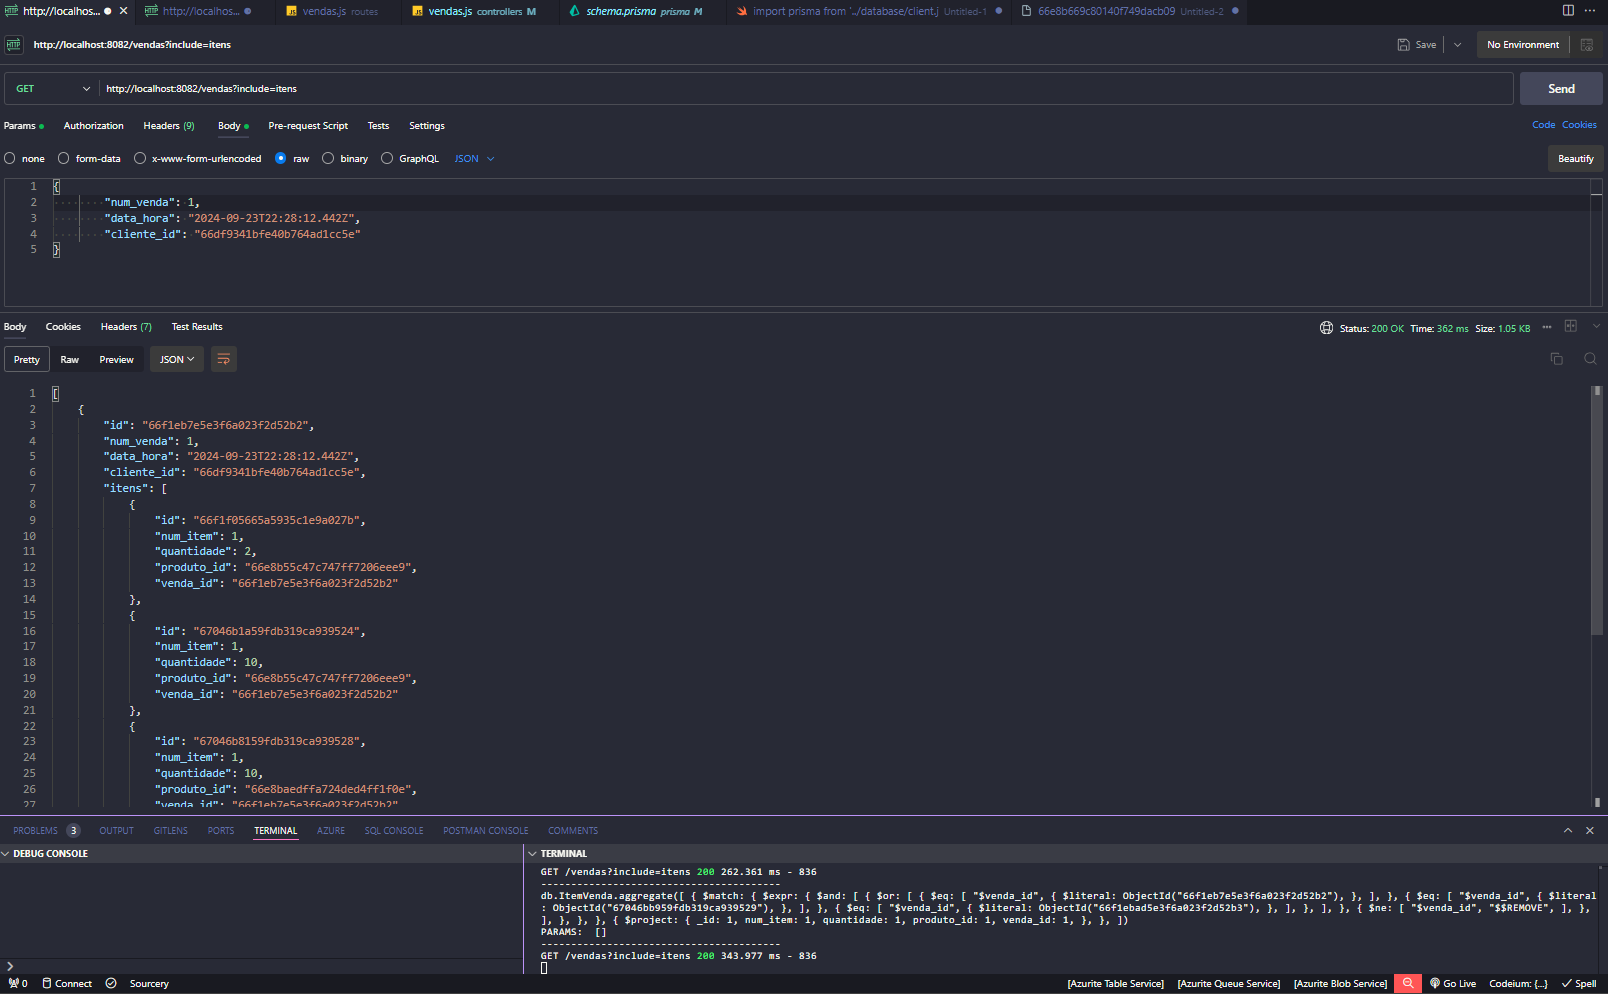 http://localhos... ● ✕ http://localhos... ● vendas.js routes vendas.js controllers M schema.prisma prisma M import prisma from '../database/client.j Untitled-1 ● 66e8b669c80140f749dacb09 Untitled-2 ● ...
HTTP http://localhost:8082/vendas?include=itens Save No Environment
GET http://localhost:8082/vendas?include=itens Send
Params Authorization Headers (9) Body Pre-request Script Tests Settings Code Cookies
none form-data x-www-form-urlencoded raw binary GraphQL JSON Beautify
1 {
2 "num_venda": 1,
3 "data_hora": "2024-09-23T22:28:12.442Z",
4 "cliente_id": "66df9341bfe40b764ad1cc5e"
5 }
Body Cookies Headers (7) Test Results Status: 200 OK Time: 362 ms Size: 1.05 KB
Pretty Raw Preview JSON
1 [
2 {
3 "id": "66f1eb7e5e3f6a023f2d52b2",
4 "num_venda": 1,
5 "data_hora": "2024-09-23T22:28:12.442Z",
6 "cliente_id": "66df9341bfe40b764ad1cc5e",
7 "itens": [
8 {
9 "id": "66f1f05665a5935c1e9a027b",
10 "num_item": 1,
11 "quantidade": 2,
12 "produto_id": "66e8b55c47c747ff7206eee9",
13 "venda_id": "66f1eb7e5e3f6a023f2d52b2"
14 },
15 {
16 "id": "67046b1a59fdb319ca939524",
17 "num_item": 1,
18 "quantidade": 10,
19 "produto_id": "66e8b55c47c747ff7206eee9",
20 "venda_id": "66f1eb7e5e3f6a023f2d52b2"
21 },
22 {
23 "id": "67046b8159fdb319ca939528",
24 "num_item": 1,
25 "quantidade": 10,
26 "produto_id": "66e8baedffa724ded4ff1f0e",
27 "venda_id": "66f1eb7e5e3f6a023f2d52b2"
PROBLEMS 3 OUTPUT GITLENS PORTS TERMINAL AZURE SQL CONSOLE POSTMAN CONSOLE COMMENTS
DEBUG CONSOLE
TERMINAL
GET /vendas?include=itens 200 262.361 ms - 836
----------------------------------------
db.ItemVenda.aggregate([ { $match: { $expr: { $and: [ { $or: [ { $eq: [ "$venda_id", { $literal: ObjectId("66f1eb7e5e3f6a023f2d52b2"), }, ], }, { $eq: [ "$venda_id", { $literal
: ObjectId("67046bb959fdb319ca939529"), }, ], }, { $eq: [ "$venda_id", { $literal: ObjectId("66f1ebad5e3f6a023f2d52b3"), }, ], }, ], }, { $ne: [ "$venda_id", "$$REMOVE", ], },
], }, }, }, { $project: { _id: 1, num_item: 1, quantidade: 1, produto_id: 1, venda_id: 1, }, }, ])
PARAMS: []
----------------------------------------
GET /vendas?include=itens 200 343.977 ms - 836
0 Connect Sourcery [Azurite Table Service] [Azurite Queue Service] [Azurite Blob Service] Go Live Codeium: {...} Spell